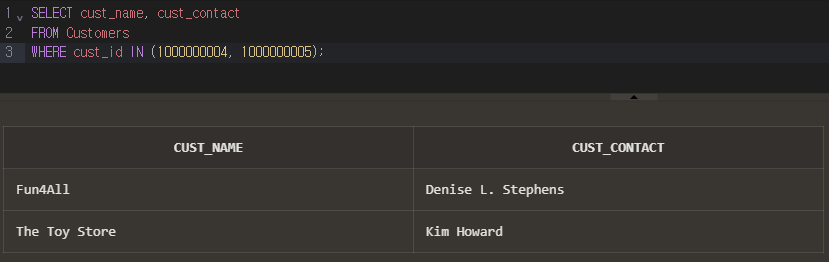 1 SELECT cust_name, cust_contact
2 FROM Customers
3 WHERE cust_id IN (1000000004, 1000000005);
CUST_NAME CUST_CONTACT
Fun4All Denise L. Stephens
The Toy Store Kim Howard